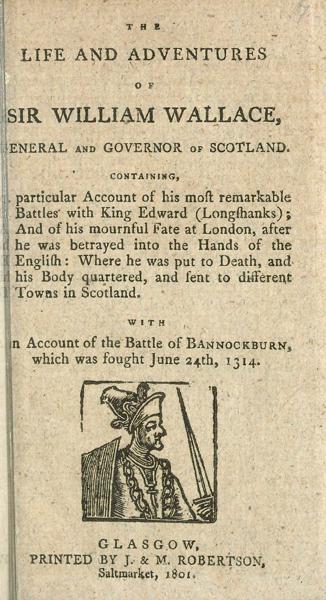 THE
LIFE AND ADVENTURES
OF
SIR WILLIAM WALLACE,
ENERAL AND GOVERNOR OF SCOTLAND.
CONTAINING,
particular Account of his moſt remarkable
Battles with King Edward (Longſhanks);
And of his mournful Fate at London, after
he was betrayed into the Hands of the
Engliſh: Where he was put to Death, and
his Body quartered, and ſent to different
Towns in Scotland.
WITH
n Account of the Battle of BANNOCKBURN,
which was fought June 24th, 1314.
GLASGOW,
PRINTED BY J. & M. ROBERTSON,
Saltmarket, 1801.